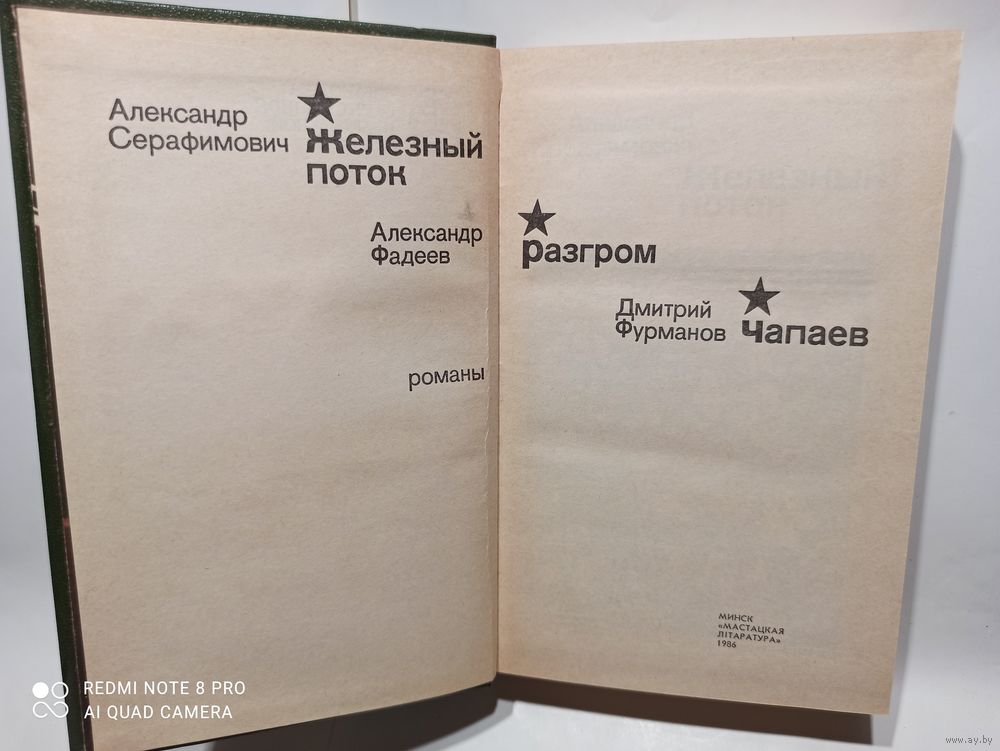 Александр
Серафимович
Железный
поток
Александр
Фадеев
Разгром
Дмитрий
Фурманов
Чапаев
романы
МИНСК
«МАСТАЦКАЯ
ЛІТАРАТУРА»
1986
REDMI NOTE 8 PRO
AI QUAD CAMERA
www.ay.by